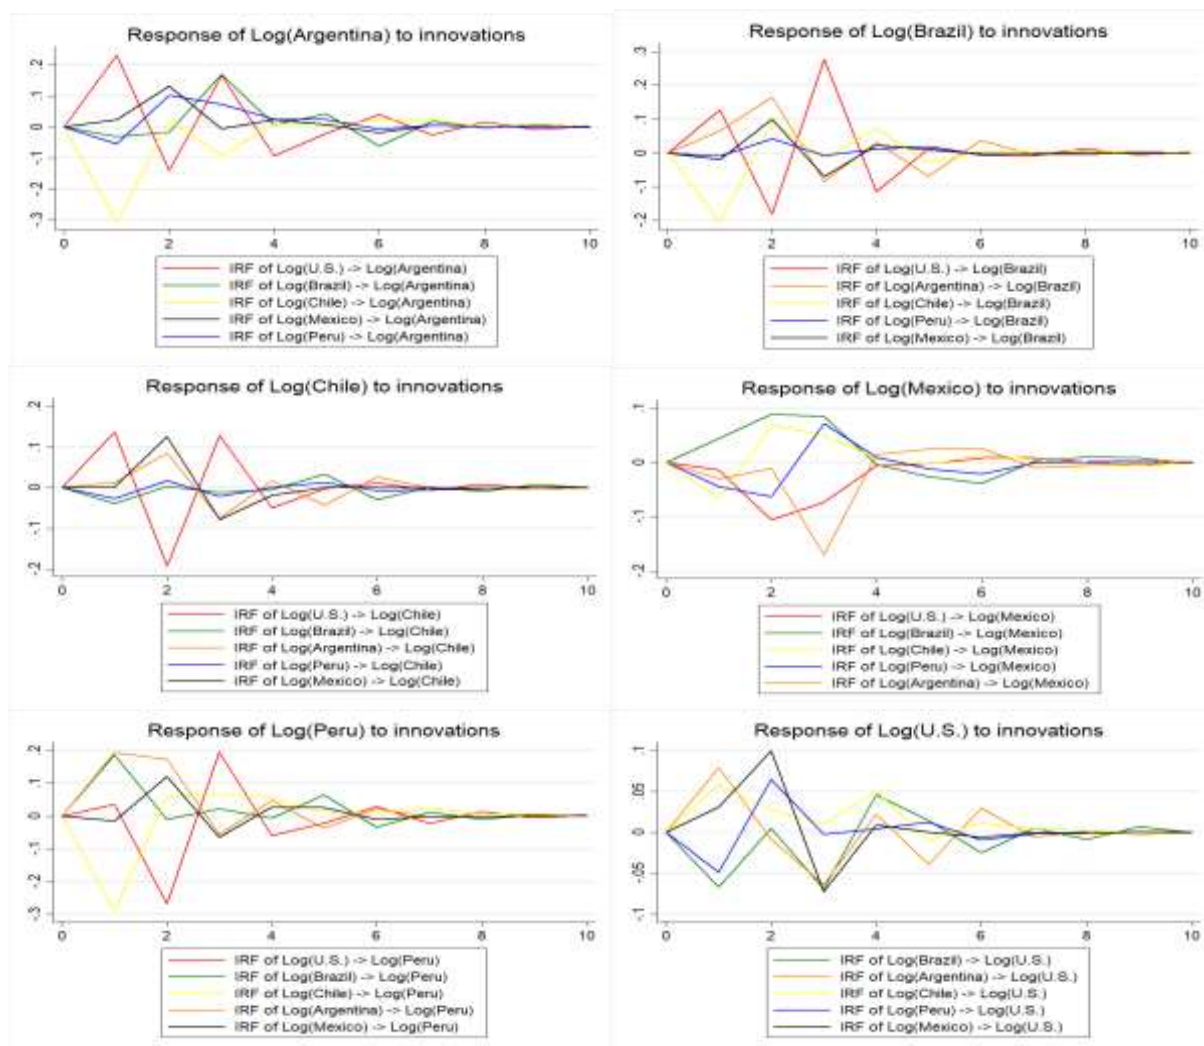 Response of Log(Argentina) to innovations
.2
.1
0
-.1
-.2
-.3
0 2 4 6 8 10
IRF of Log(U.S.) -> Log(Argentina)
IRF of Log(Brazil) -> Log(Argentina)
IRF of Log(Chile) -> Log(Argentina)
IRF of Log(Mexico) -> Log(Argentina)
IRF of Log(Peru) -> Log(Argentina)
Response of Log(Brazil) to innovations
.3
.2
.1
0
-.1
-.2
0 2 4 6 8 10
IRF of Log(U.S.) -> Log(Brazil)
IRF of Log(Argentina) -> Log(Brazil)
IRF of Log(Chile) -> Log(Brazil)
IRF of Log(Peru) -> Log(Brazil)
IRF of Log(Mexico) -> Log(Brazil)
Response of Log(Chile) to innovations
.2
.1
0
-.1
-.2
0 2 4 6 8 10
IRF of Log(U.S.) -> Log(Chile)
IRF of Log(Brazil) -> Log(Chile)
IRF of Log(Argentina) -> Log(Chile)
IRF of Log(Peru) -> Log(Chile)
IRF of Log(Mexico) -> Log(Chile)
Response of Log(Mexico) to innovations
.1
0
-.1
-.2
0 2 4 6 8 10
IRF of Log(U.S.) -> Log(Mexico)
IRF of Log(Brazil) -> Log(Mexico)
IRF of Log(Chile) -> Log(Mexico)
IRF of Log(Peru) -> Log(Mexico)
IRF of Log(Argentina) -> Log(Mexico)
Response of Log(Peru) to innovations
.2
.1
0
-.1
-.2
-.3
0 2 4 6 8 10
IRF of Log(U.S.) -> Log(Peru)
IRF of Log(Brazil) -> Log(Peru)
IRF of Log(Chile) -> Log(Peru)
IRF of Log(Argentina) -> Log(Peru)
IRF of Log(Mexico) -> Log(Peru)
Response of Log(U.S.) to innovations
.1
.05
0
-.05
-.1
0 2 4 6 8 10
IRF of Log(Brazil) -> Log(U.S.)
IRF of Log(Argentina) -> Log(U.S.)
IRF of Log(Chile) -> Log(U.S.)
IRF of Log(Peru) -> Log(U.S.)
IRF of Log(Mexico) -> Log(U.S.)